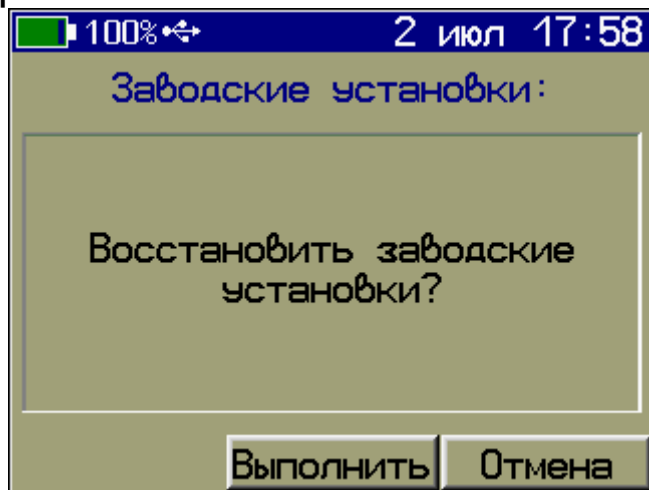 100% 2 июл 17:58
Заводские установки:
Восстановить заводские
установки?
Выполнить Отмена